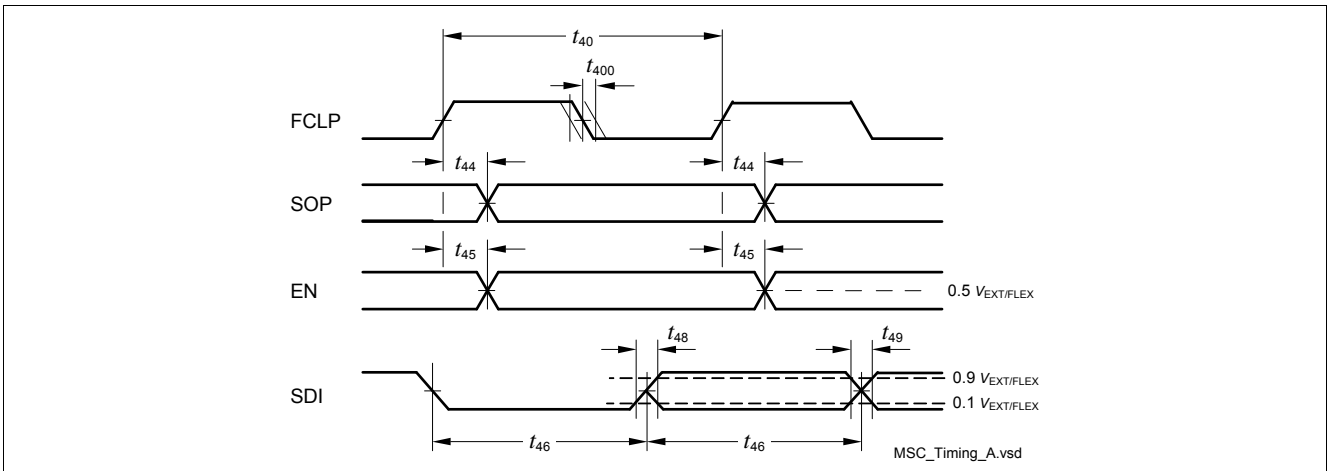 t40
t400
FCLP
t44 t44
SOP
t45 t45
EN
0.5 VEXT/FLEX
t48 t49
0.9 VEXT/FLEX
SDI
0.1 VEXT/FLEX
t46 t46
MSC_Timing_A.vsd